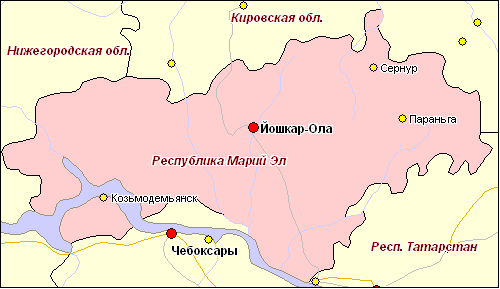 Кировская обл.
Нижегородская обл.
Сернур
Параньга
Йошкар-Ола
Республика Марий Эл
Козьмодемьянск
Чебоксары
Респ. Татарстан